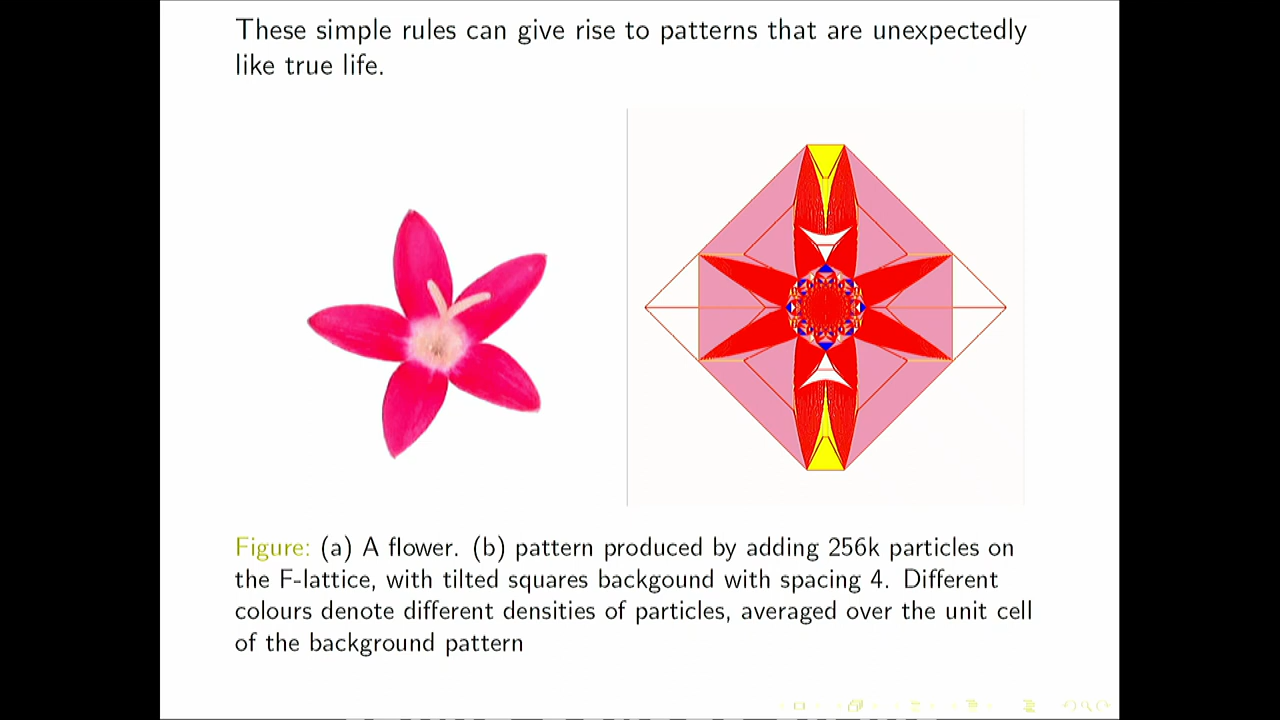 These simple rules can give rise to patterns that are unexpectedly
like true life.
Figure: (a) A flower. (b) pattern produced by adding 256k particles on
the F-lattice, with tilted squares backgound with spacing 4. Different
colours denote different densities of particles, averaged over the unit cell
of the background pattern